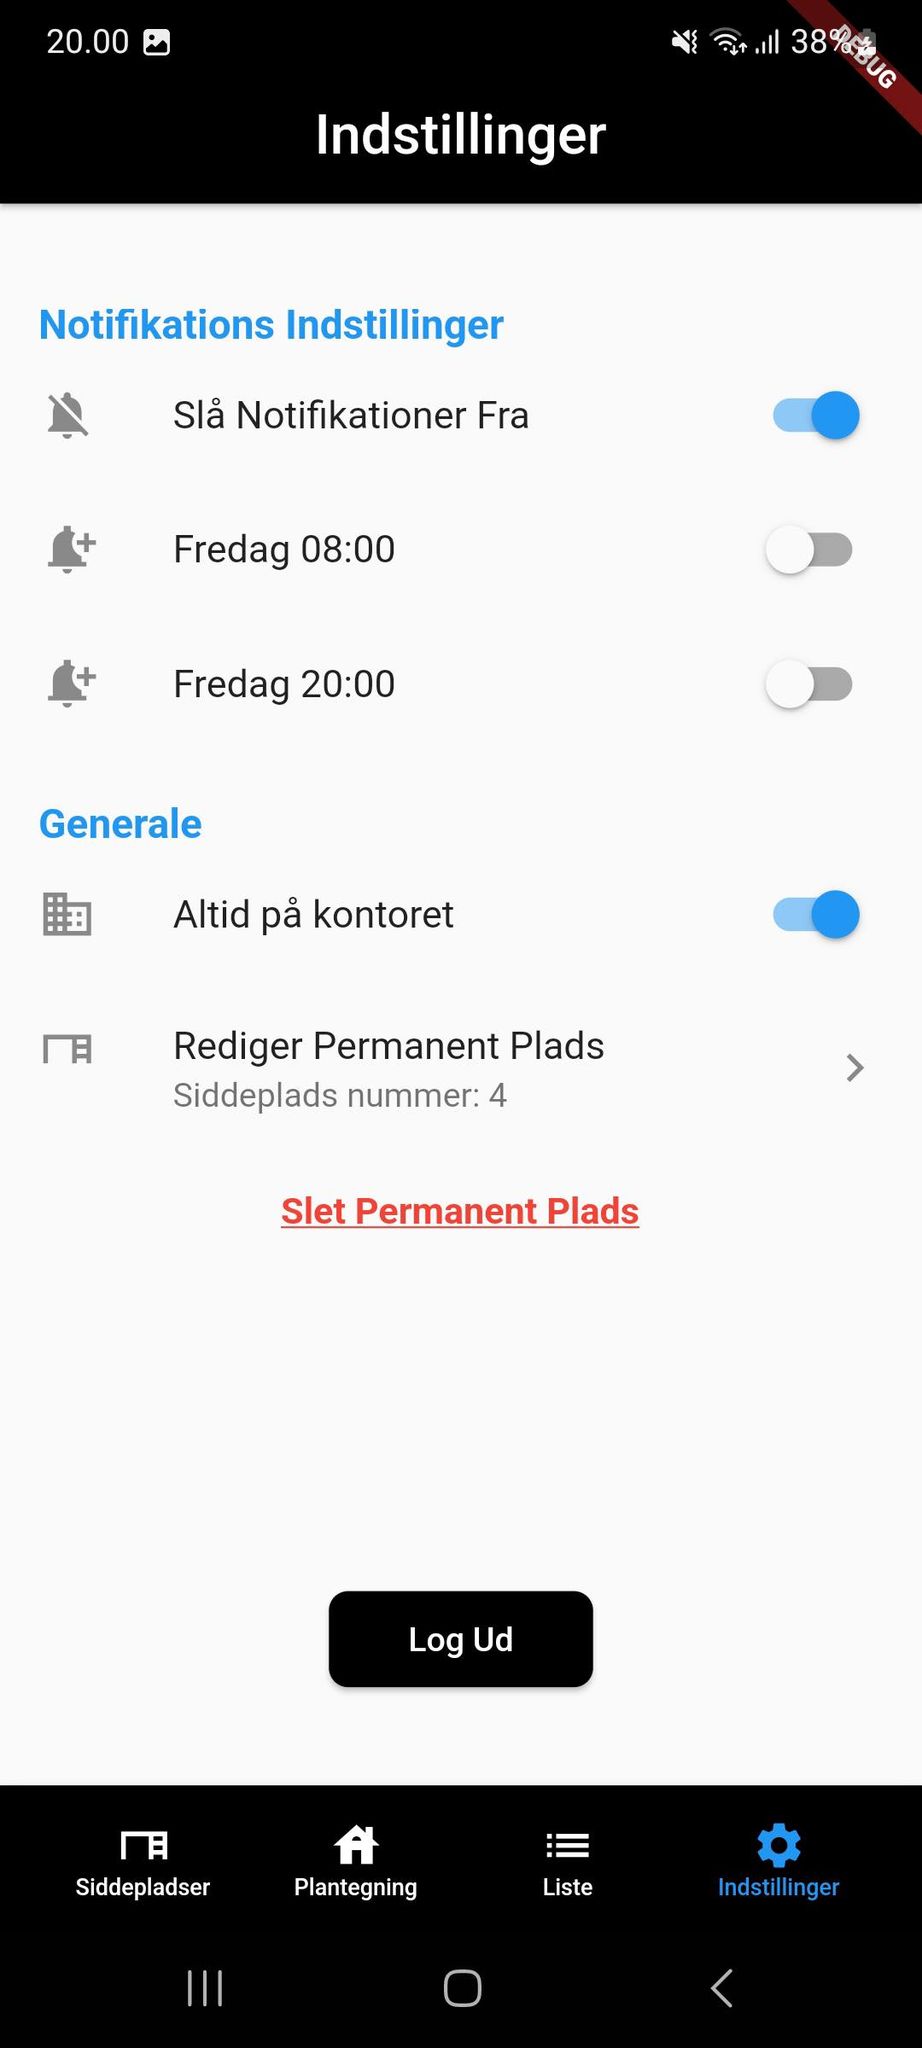 20.00
38%
DEBUG
Indstillinger
Notifikations Indstillinger
Slå Notifikationer Fra
Fredag 08:00
Fredag 20:00
Generale
Altid på kontoret
Rediger Permanent Plads
Siddeplads nummer: 4
Slet Permanent Plads
Log Ud
Siddepladser
Plantegning
Liste
Indstillinger